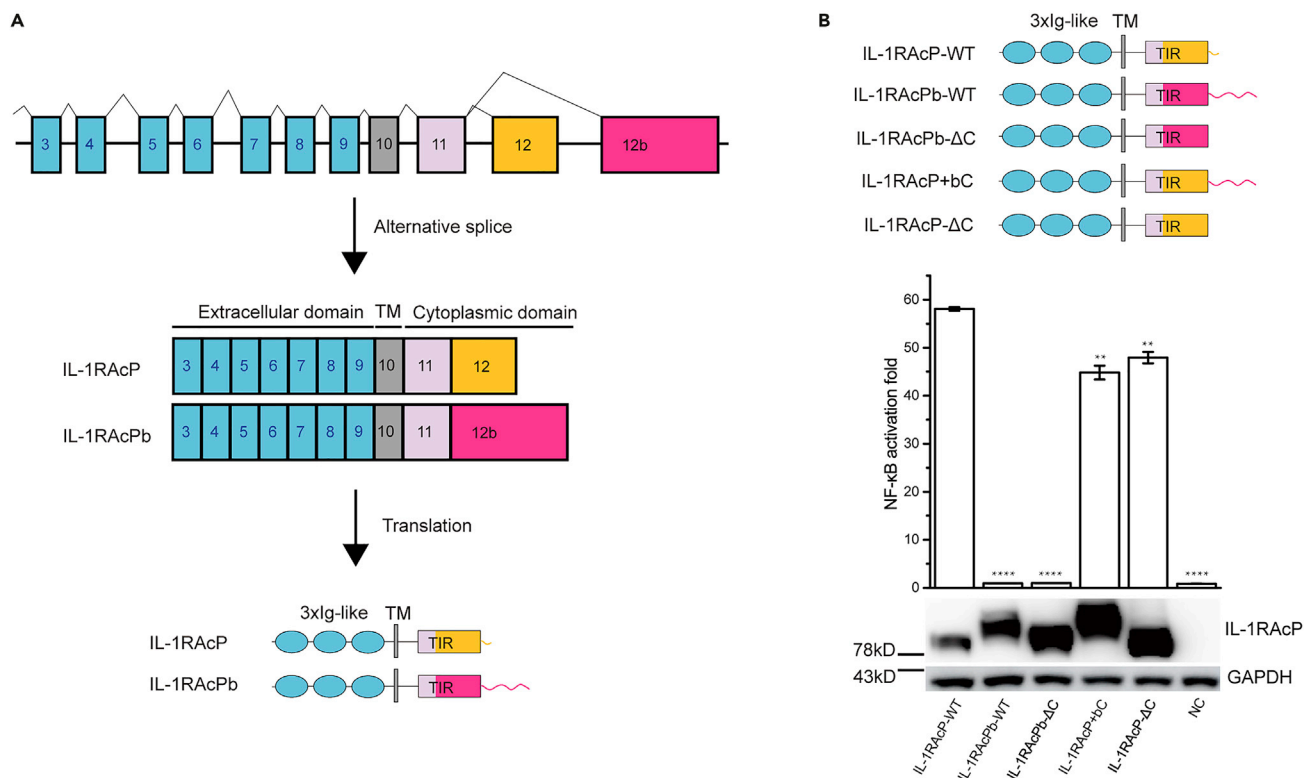 A
3 4 5 6 7 8 9 10 11 12 12b
Alternative splice
Extracellular domain TM Cytoplasmic domain
IL-1RAcP 3 4 5 6 7 8 9 10 11 12
IL-1RAcPb 3 4 5 6 7 8 9 10 11 12b
Translation
3xIg-like TM
IL-1RAcP TIR
IL-1RAcPb TIR
B
3xIg-like TM
IL-1RAcP-WT TIR
IL-1RAcPb-WT TIR
IL-1RAcPb-ΔC TIR
IL-1RAcP+bC TIR
IL-1RAcP-ΔC TIR
NF-κB activation fold
60
50
40
30
20
10
0
**** **** ** ** ****
IL-1RAcP
78kD
43kD
GAPDH
IL-1RAcP-WT
IL-1RAcPb-WT
IL-1RAcPb-ΔC
IL-1RAcP+bC
IL-1RAcP-ΔC
NC